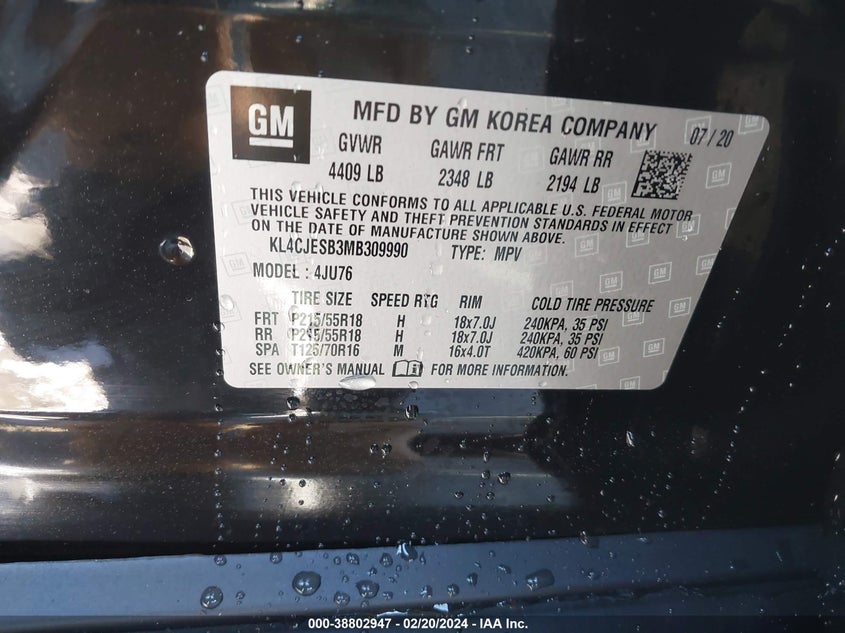 GM
MFD BY GM KOREA COMPANY 07/20
GVWR GAWR FRT GAWR RR
4409 LB 2348 LB 2194 LB
THIS VEHICLE CONFORMS TO ALL APPLICABLE U.S. FEDERAL MOTOR
VEHICLE SAFETY AND THEFT PREVENTION STANDARDS IN EFFECT
ON THE DATE OF MANUFACTURE SHOWN ABOVE.
KL4CJESB3MB309990 TYPE: MPV
MODEL: 4JU76
TIRE SIZE SPEED RTG RIM COLD TIRE PRESSURE
FRT P215/55R18 H 18x7.0J 240KPA, 35 PSI
RR P215/55R18 H 18x7.0J 240KPA, 35 PSI
SPA T125/70R16 M 16x4.0T 420KPA, 60 PSI
SEE OWNER'S MANUAL FOR MORE INFORMATION.
000-38802947 - 02/20/2024 - IAA Inc.